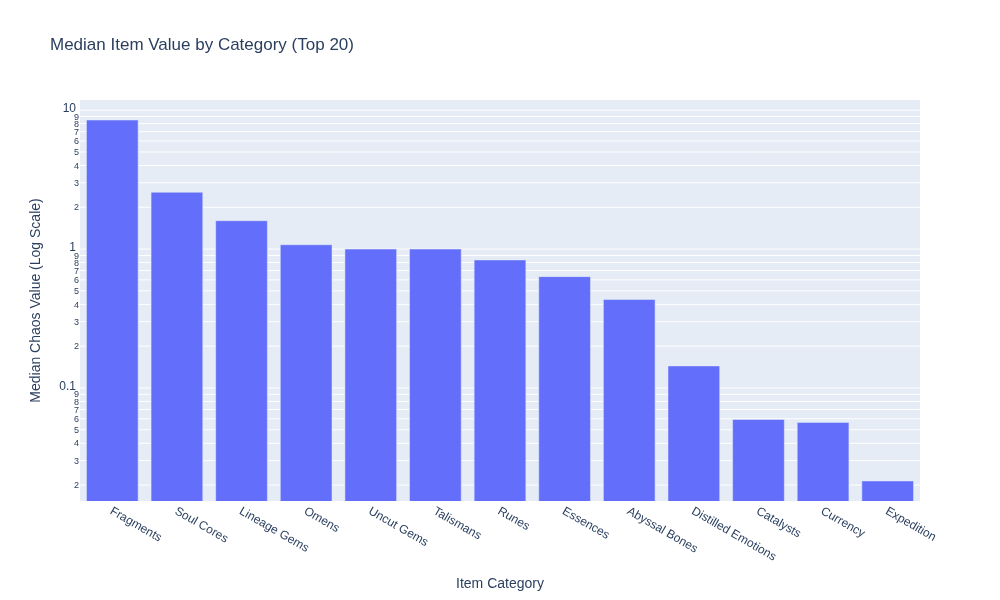 Median Item Value by Category (Top 20)
Median Chaos Value (Log Scale)
10
9
8
7
6
5
4
3
2
1
9
8
7
6
5
4
3
2
0.1
9
8
7
6
5
4
3
2
Fragments
Soul Cores
Lineage Gems
Omens
Uncut Gems
Talismans
Runes
Essences
Abyssal Bones
Distilled Emotions
Catalysts
Currency
Expedition
Item Category